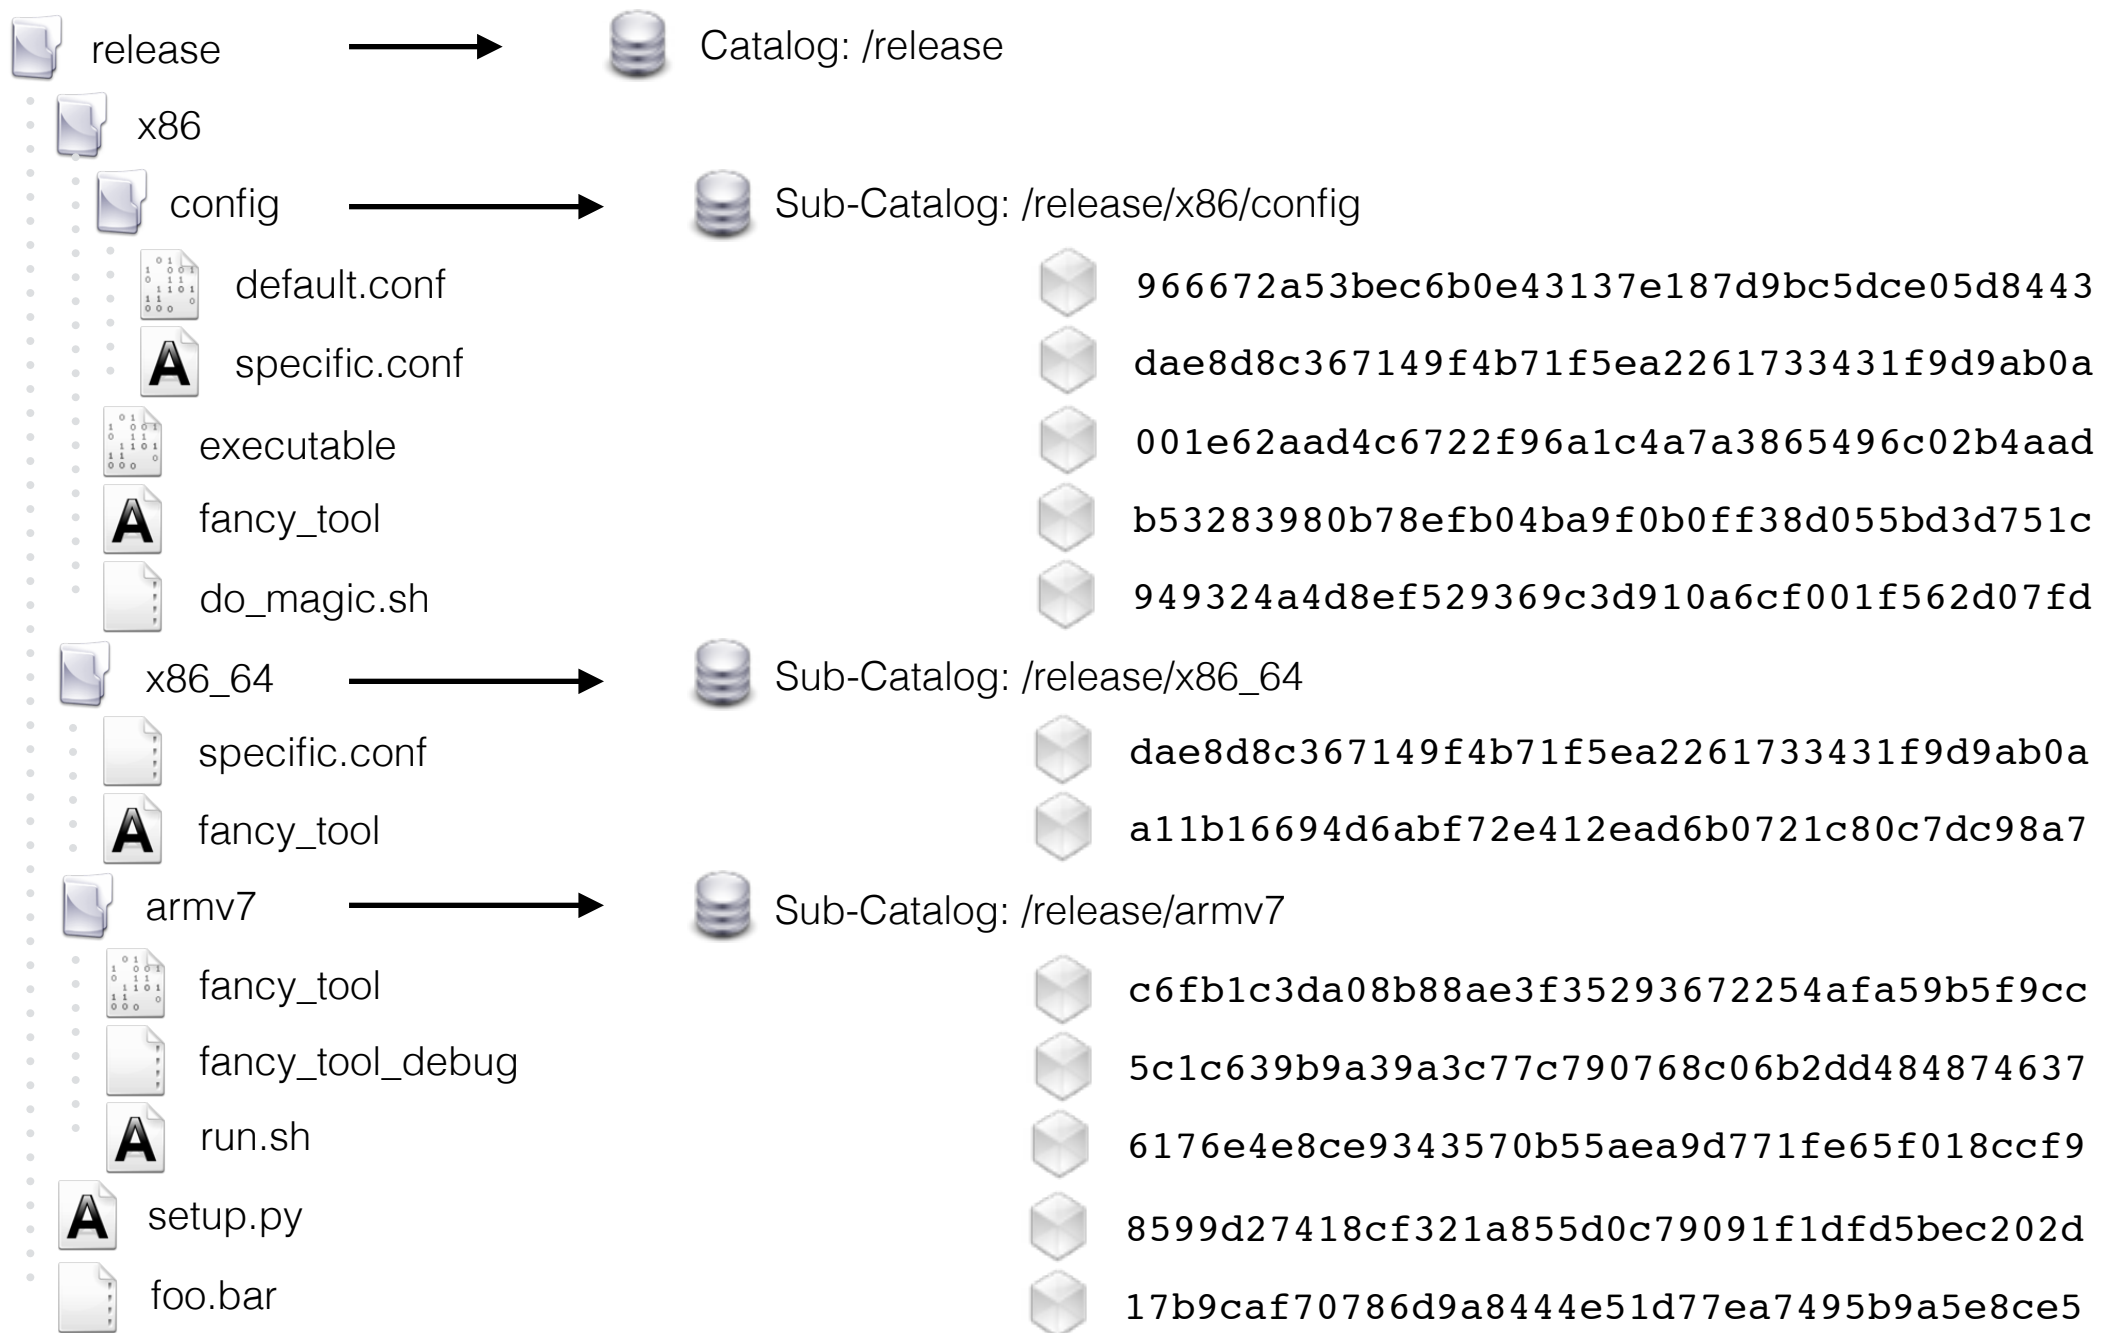 release Catalog: /release
x86
config Sub-Catalog: /release/x86/config
default.conf 966672a53bec6b0e43137e187d9bc5dce05d8443
specific.conf dae8d8c367149f4b71f5ea2261733431f9d9ab0a
executable 001e62aad4c6722f96a1c4a7a3865496c02b4aad
fancy_tool b53283980b78efb04ba9f0b0ff38d055bd3d751c
do_magic.sh 949324a4d8ef529369c3d910a6cf001f562d07fd
x86_64 Sub-Catalog: /release/x86_64
specific.conf dae8d8c367149f4b71f5ea2261733431f9d9ab0a
fancy_tool a11b16694d6abf72e412ead6b0721c80c7dc98a7
armv7 Sub-Catalog: /release/armv7
fancy_tool c6fb1c3da08b88ae3f35293672254afa59b5f9cc
fancy_tool_debug 5c1c639b9a39a3c77c790768c06b2dd484874637
run.sh 6176e4e8ce9343570b55aea9d771fe65f018ccf9
setup.py 8599d27418cf321a855d0c79091f1dfd5bec202d
foo.bar 17b9caf70786d9a8444e51d77ea7495b9a5e8ce5